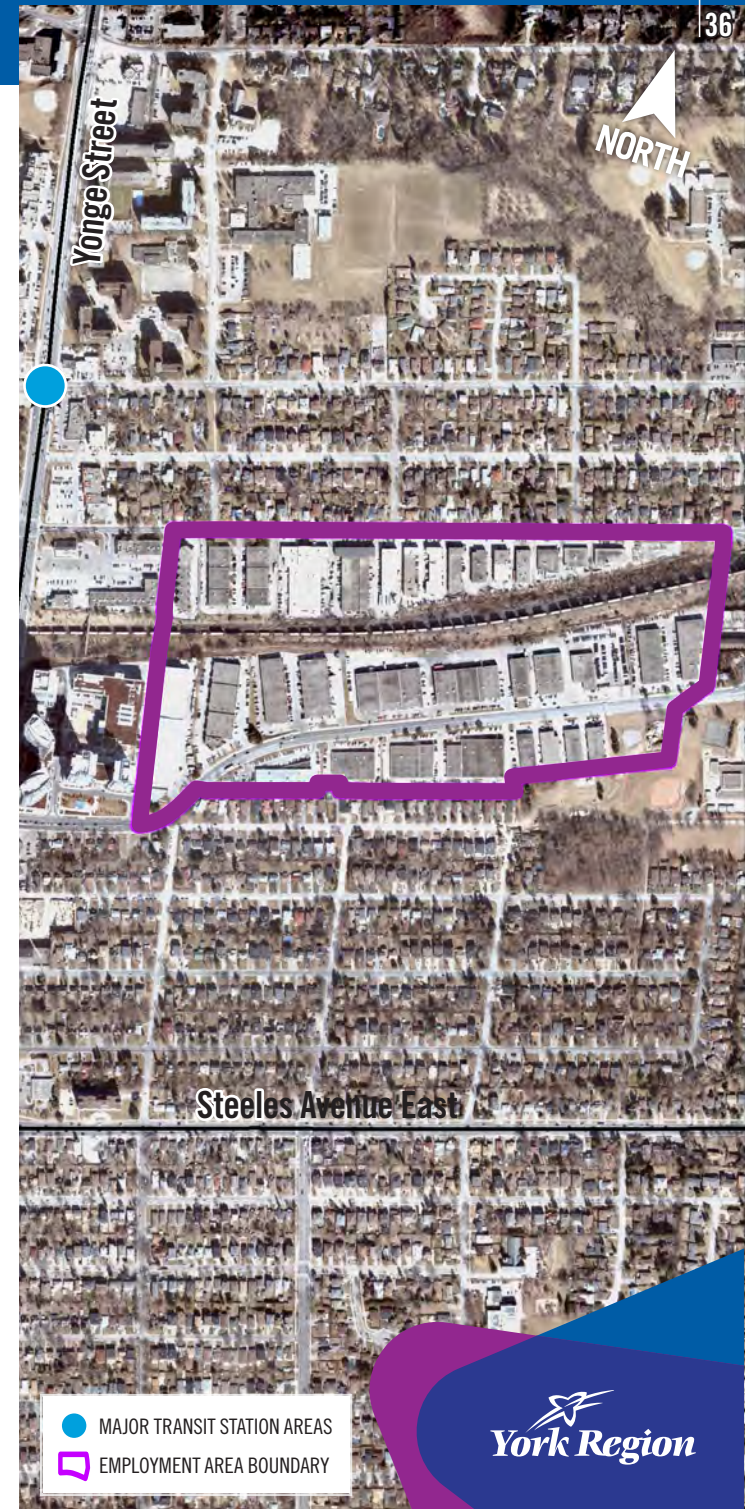 36
NORTH
Yonge Street
Steeles Avenue East
MAJOR TRANSIT STATION AREAS
EMPLOYMENT AREA BOUNDARY
York Region